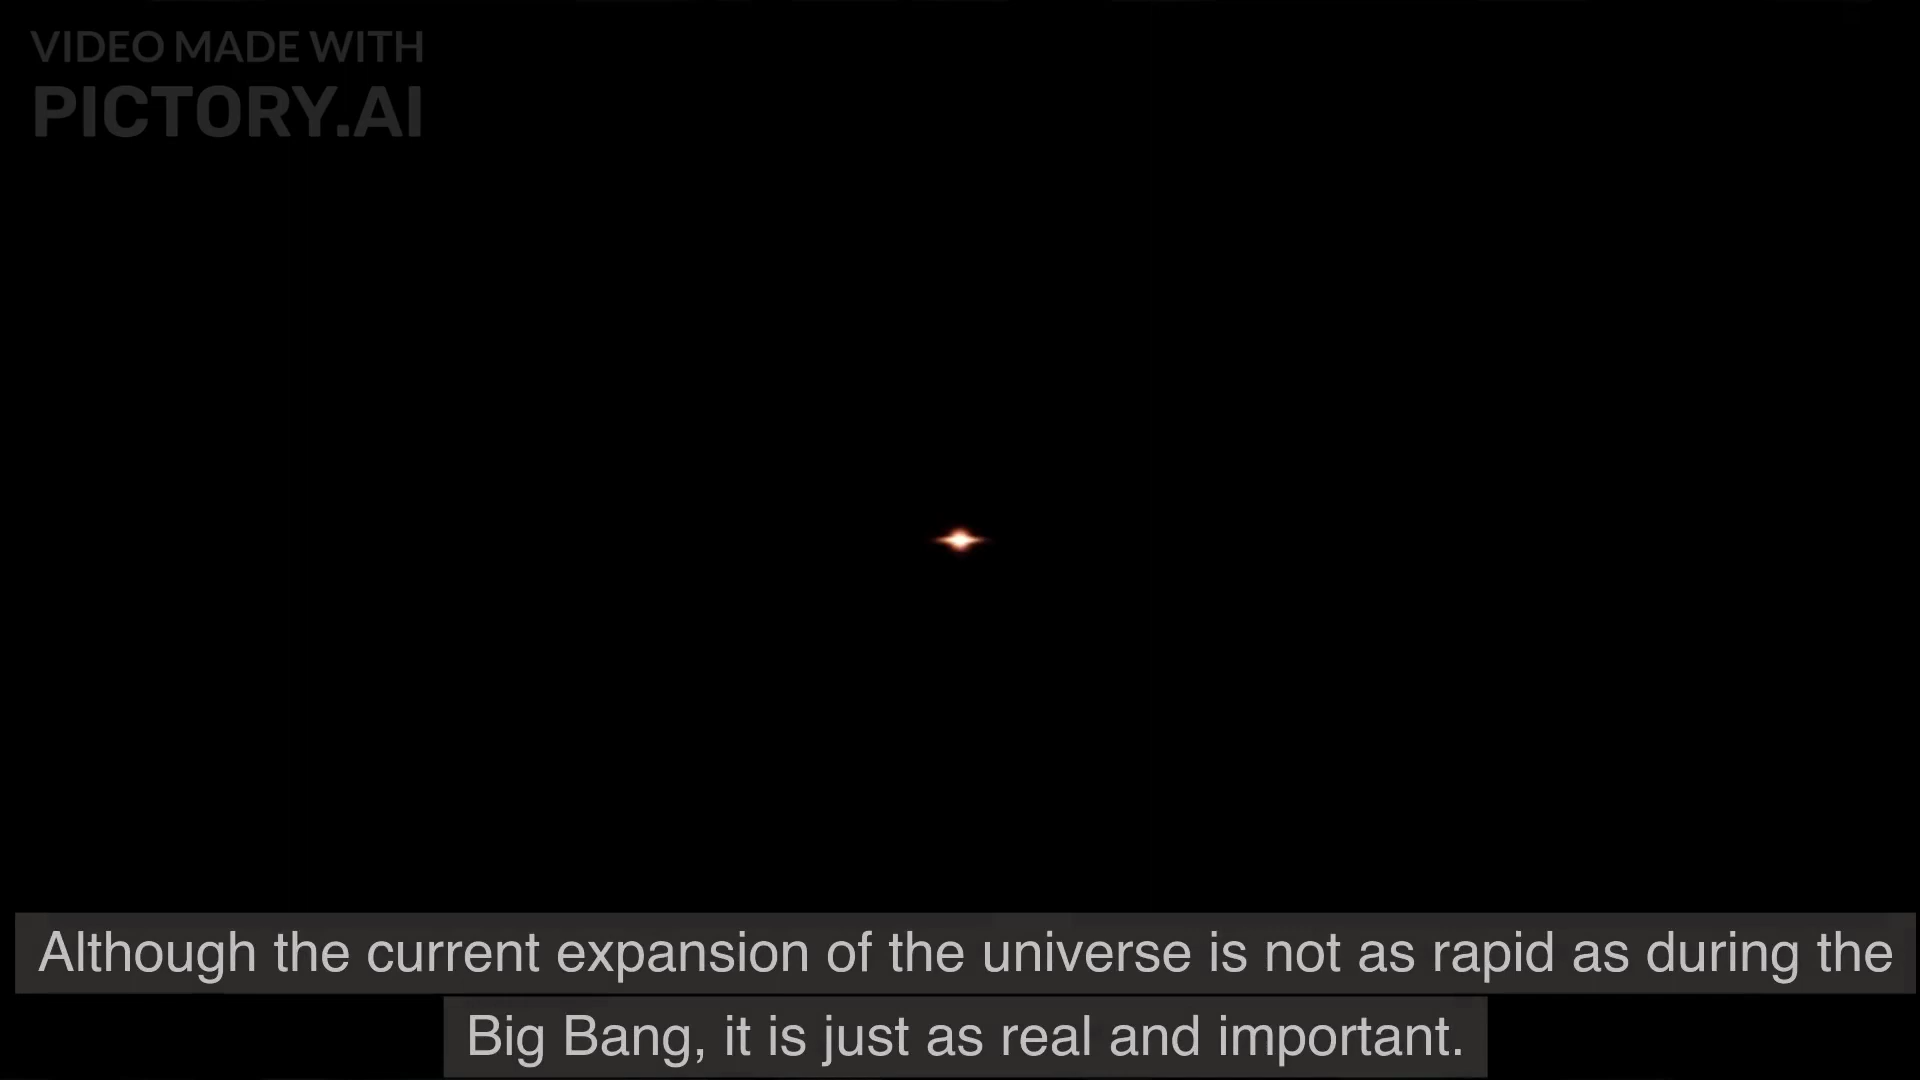 VIDEO MADE WITH
PICTORY.AI
Although the current expansion of the universe is not as rapid as during the
Big Bang, it is just as real and important.